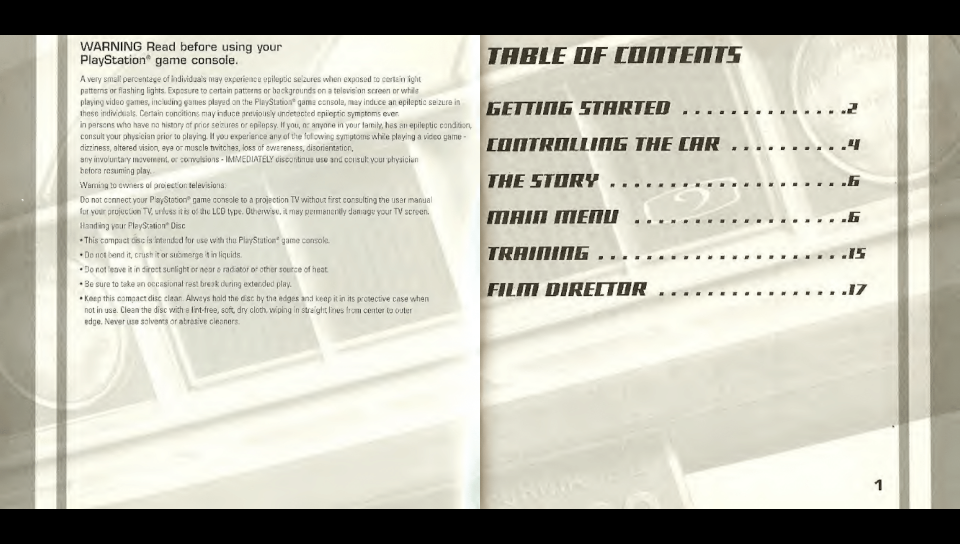 WARNING Read before using your
PlayStation® game console.
A very small percentage of individuals may experience epileptic seizures when exposed to certain light
patterns or flashing lights. Exposure to certain patterns or backgrounds on a television screen or while
playing video games, including games played on the PlayStation® game console, may induce an epileptic seizure in
these individuals. Certain conditions may induce previously undetected epileptic symptoms even
in persons who have no history of prior seizures or epilepsy. If you, or anyone in your family, has an epileptic condition,
consult your physician prior to playing. If you experience any of the following symptoms while playing a video game -
dizziness, altered vision, eye or muscle twitches, loss of awareness, disorientation,
any involuntary movement, or convulsions - IMMEDIATELY discontinue use and consult your physician
before resuming play.
Warning to owners of projection televisions:
Do not connect your PlayStation® game console to a projection TV without first consulting the user manual
for your projection TV, unless it is of the LCD type. Otherwise, it may permanently damage your TV screen.
Handling your PlayStation® Disc
• This compact disc is intended for use with the PlayStation® game console.
• Do not bend it, crush it or submerge it in liquids.
• Do not leave it in direct sunlight or near a radiator or other source of heat.
• Be sure to take an occasional rest break during extended play.
• Keep this compact disc clean. Always hold the disc by the edges and keep it in its protective case when
not in use. Clean the disc with a lint-free, soft, dry cloth, wiping in straight lines from center to outer
edge. Never use solvents or abrasive cleaners.
TABLE OF CONTENTS
GETTING STARTED . . . . . . . . . . . . . .2
CONTROLLING THE CAR . . . . . . . . . .4
THE STORY . . . . . . . . . . . . . . . . . . . .6
MAIN MENU . . . . . . . . . . . . . . . . . .6
TRAINING . . . . . . . . . . . . . . . . . . . . .15
FILM DIRECTOR . . . . . . . . . . . . . . . .17
1